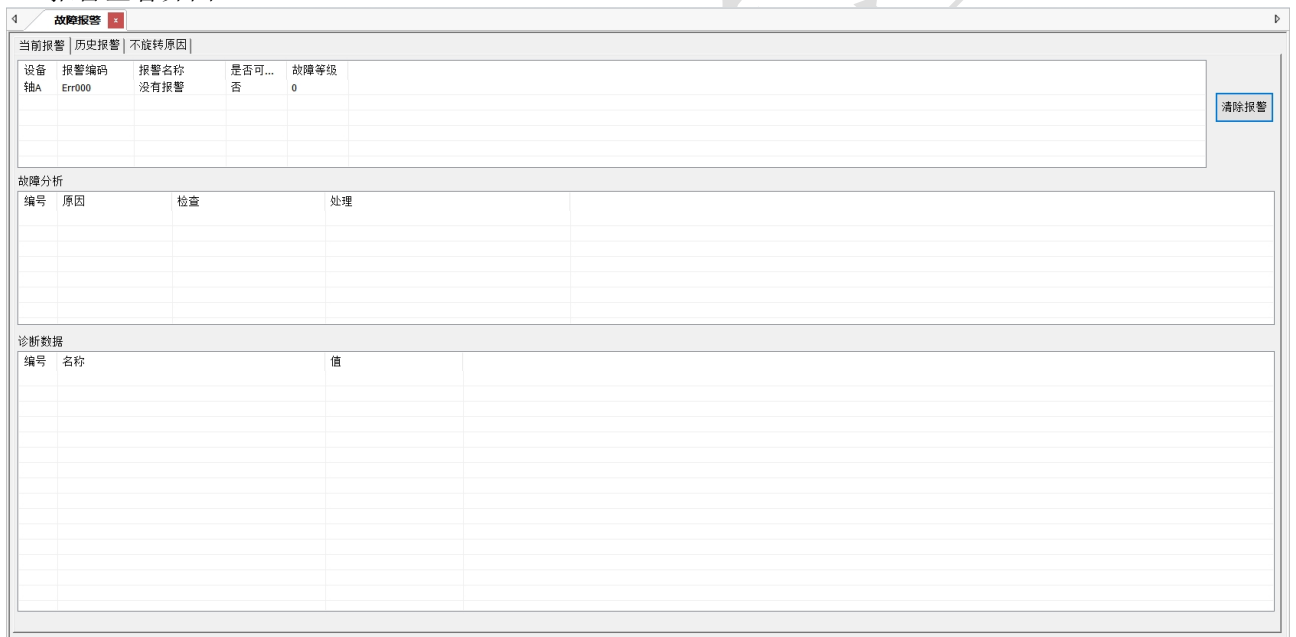 故障报警 x
当前报警 历史报警 不旋转原因
设备 报警编码 报警名称 是否可... 故障等级
轴A Err000 没有报警 否 0
清除报警
故障分析
编号 原因 检查 处理
诊断数据
编号 名称 值